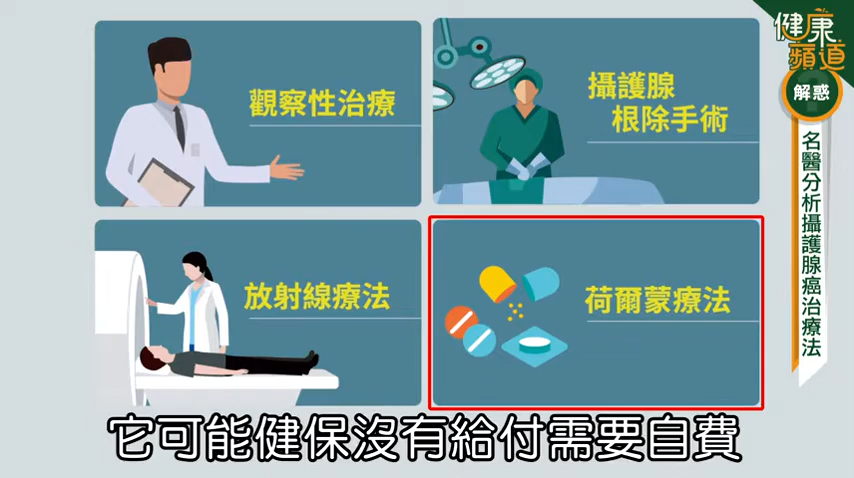 觀察性治療
攝護腺
根除手術
放射線療法
荷爾蒙療法
健康
頻道
解惑
名醫分析攝護腺癌治療法
它可能健保沒有給付需要自費